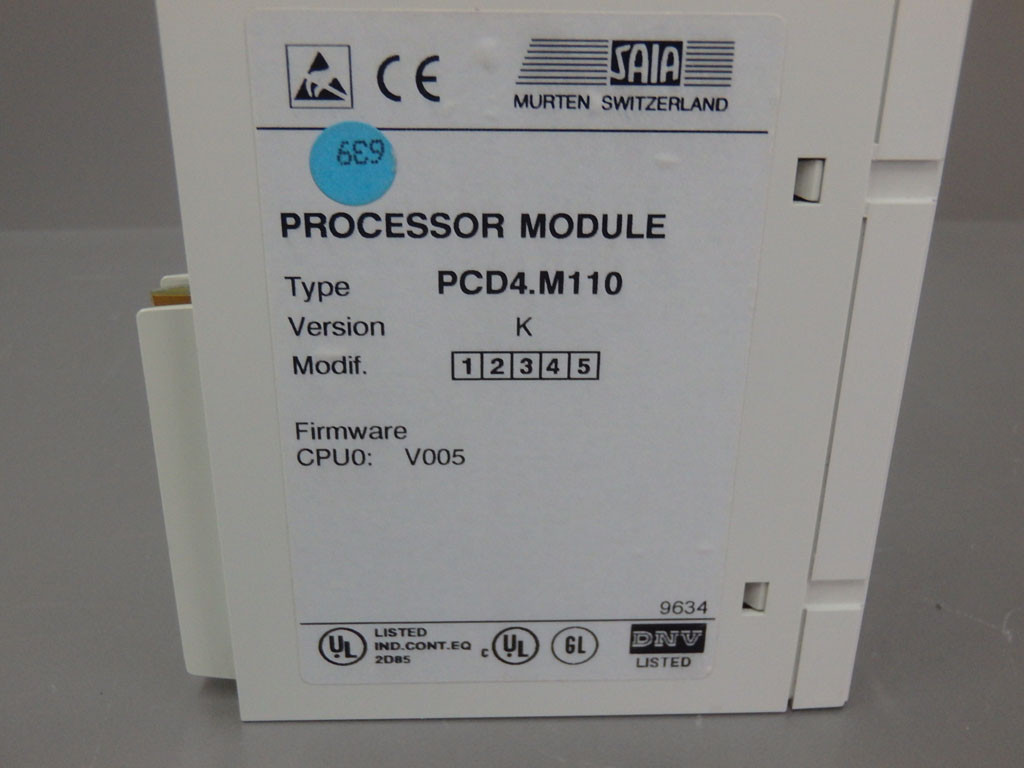 CE SAIA
MURTEN SWITZERLAND
639
PROCESSOR MODULE
Type PCD4.M110
Version K
Modif. 1 2 3 4 5
Firmware
CPU0: V005
9634
UL LISTED
IND.CONT.EQ
2D85
c UL GL DNV
LISTED